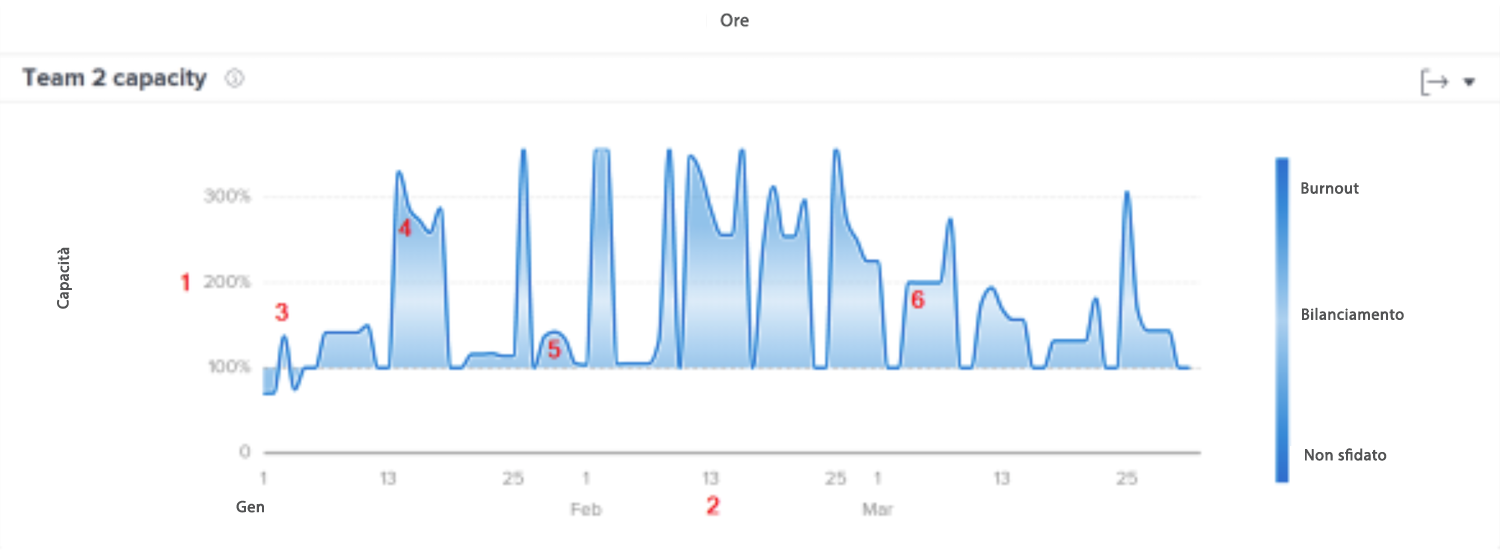 Ore
Team 2 capacity
Capacità
300%
4
1 200%
3
6
5
100%
0
1 13 25 1 13 25 1 13 25
Gen Feb 2 Mar
Burnout
Bilanciamento
Non sfidato